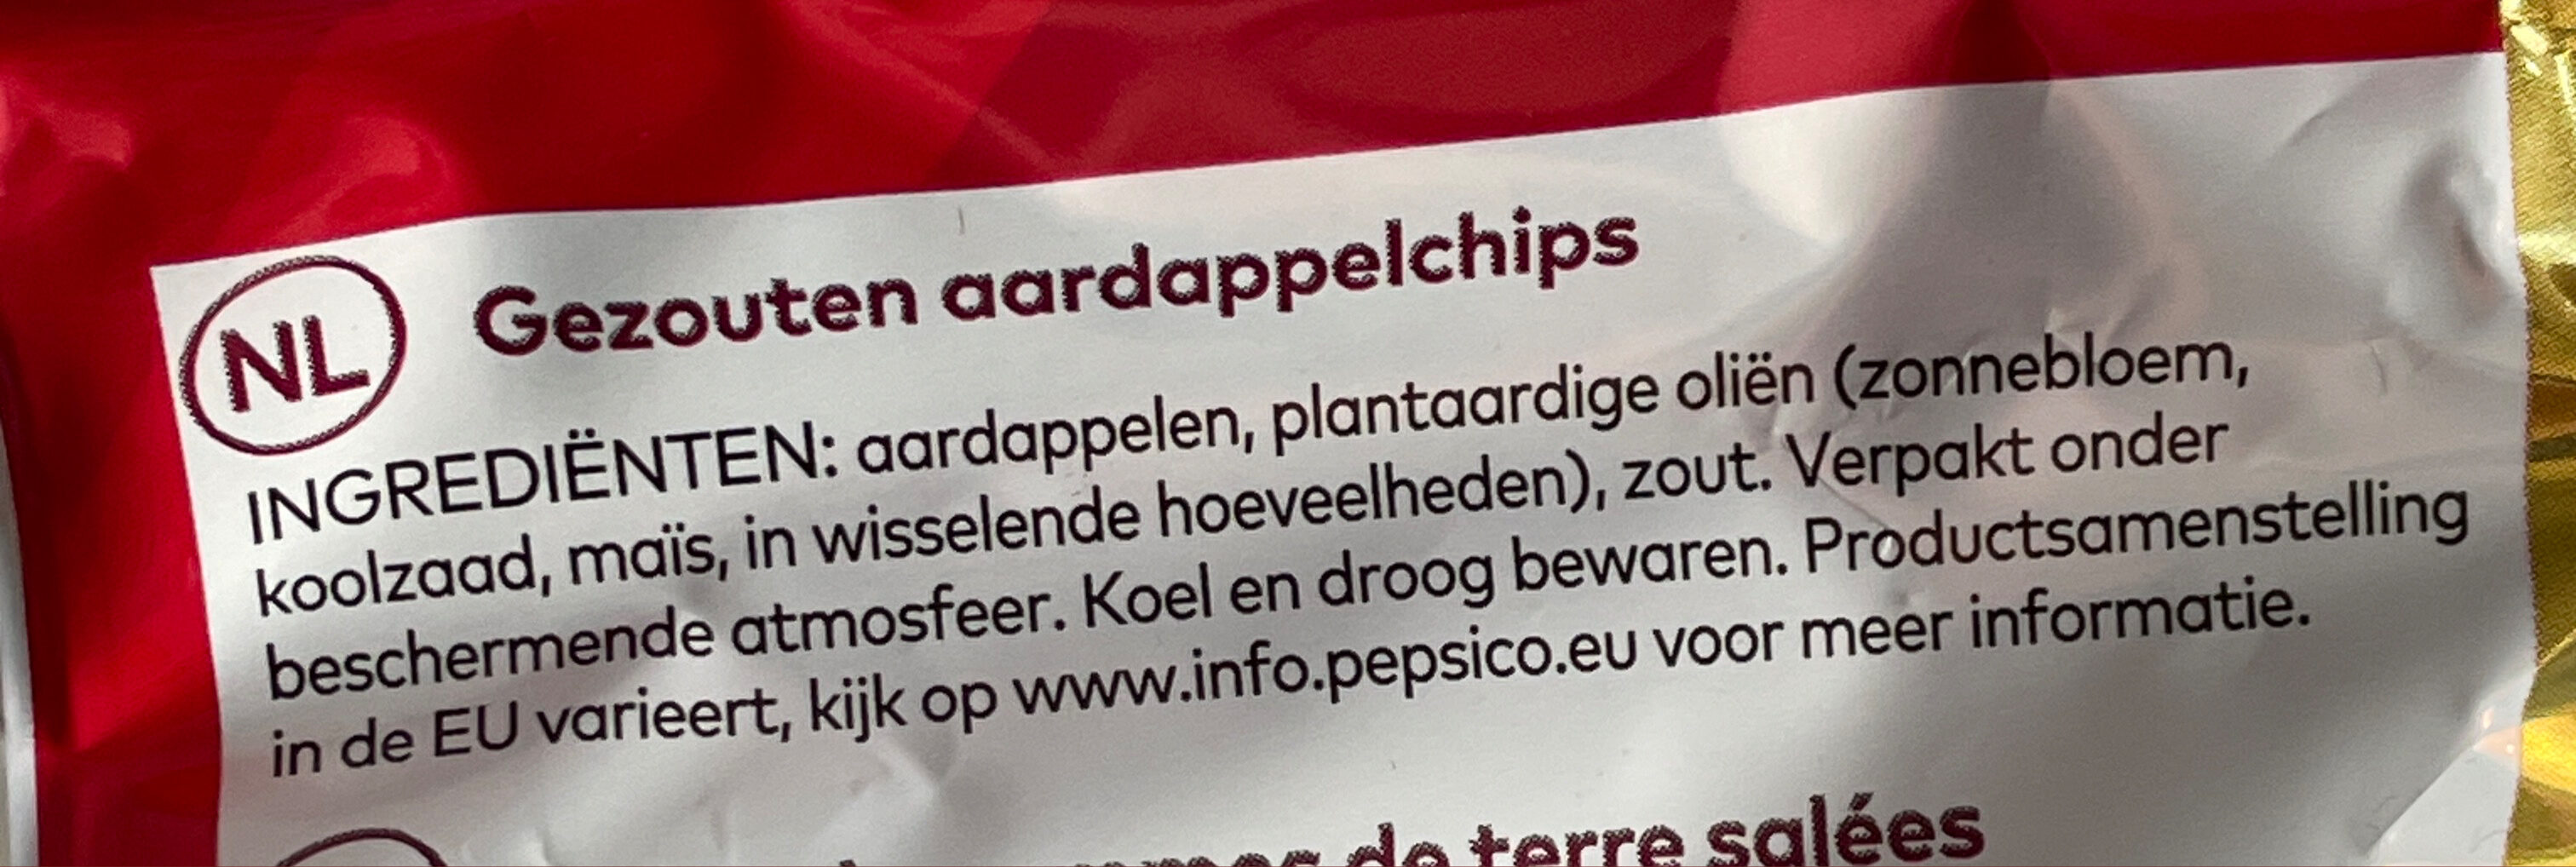 NL Gezouten aardappelchips
INGREDIËNTEN: aardappelen, plantaardige oliën (zonnebloem,
koolzaad, maïs, in wisselende hoeveelheden), zout. Verpakt onder
beschermende atmosfeer. Koel en droog bewaren. Productsamenstelling
in de EU varieert, kijk op www.info.pepsico.eu voor meer informatie.
de terre salées